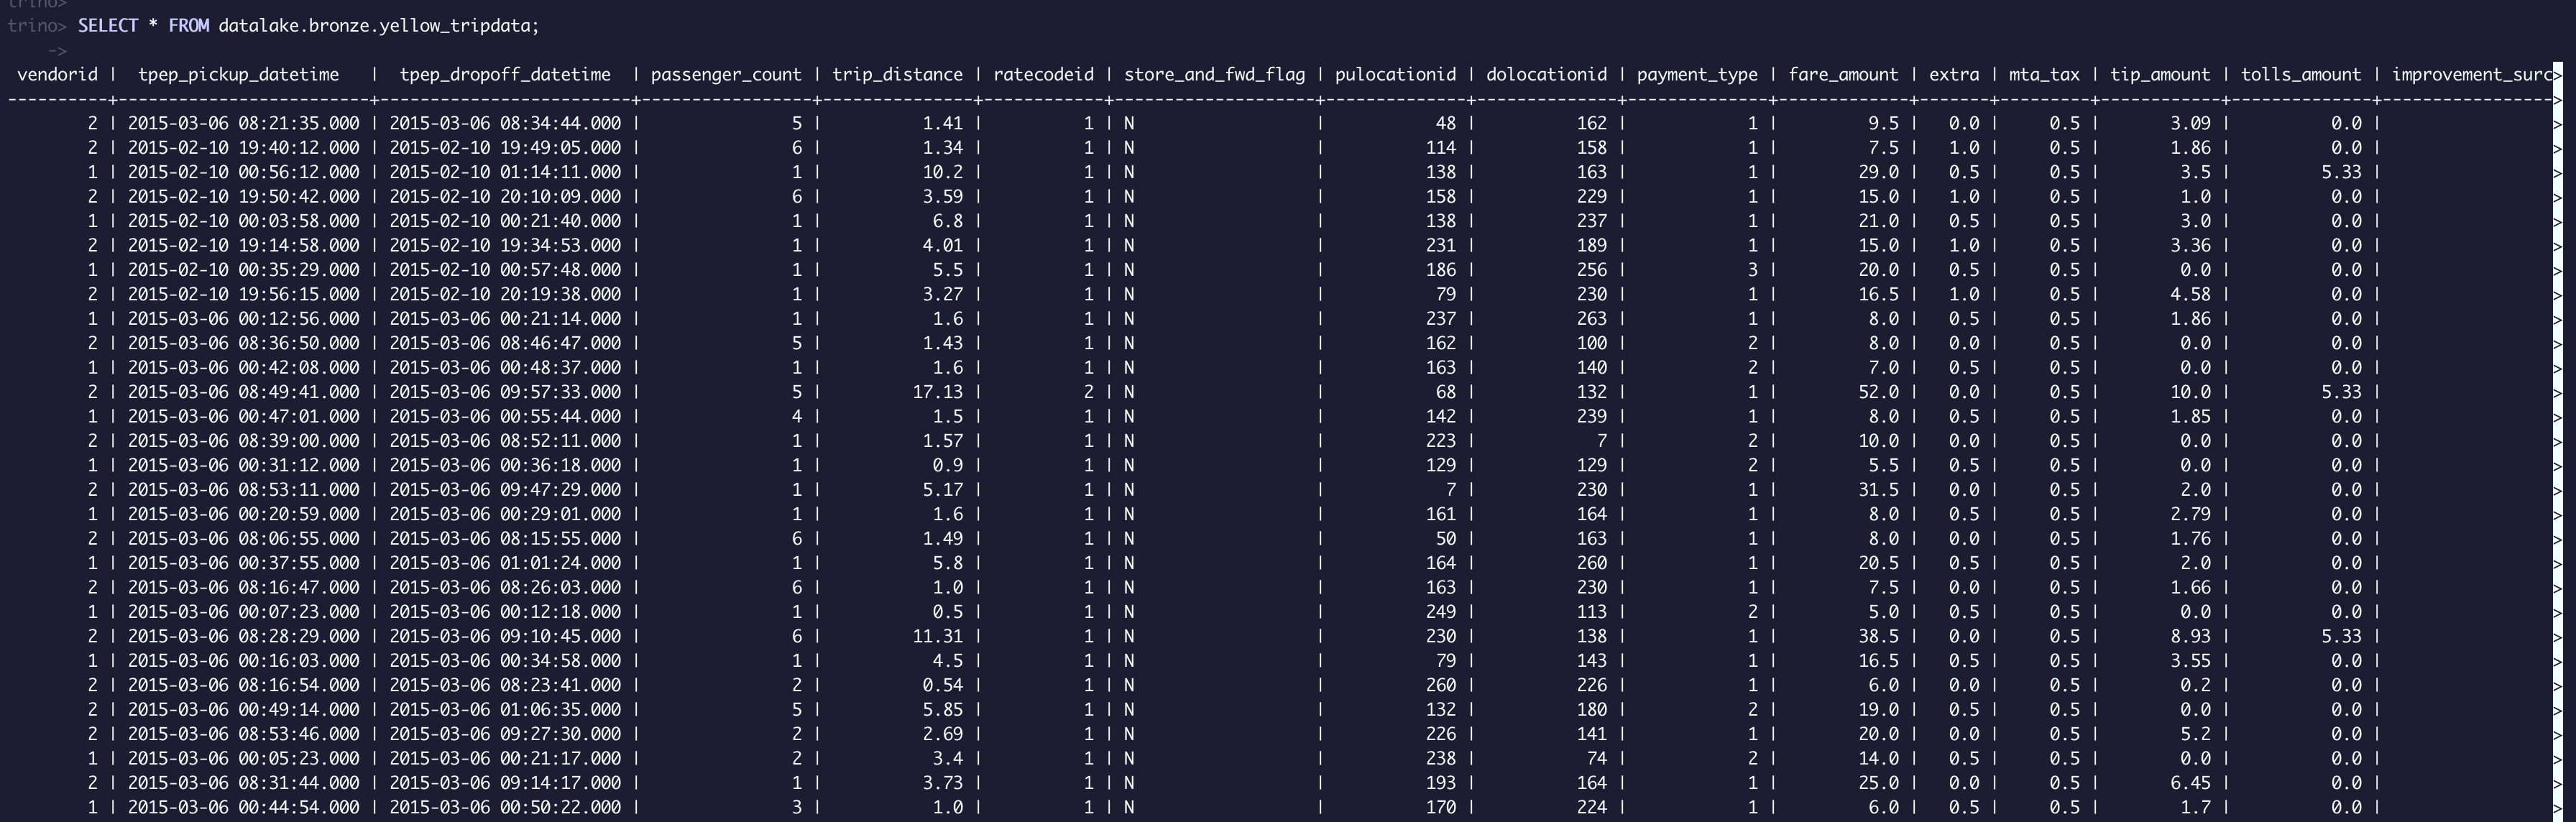 trino>
trino> SELECT * FROM datalake.bronze.yellow_tripdata;
->
vendorid | tpep_pickup_datetime | tpep_dropoff_datetime | passenger_count | trip_distance | ratecodeid | store_and_fwd_flag | pulocationid | dolocationid | payment_type | fare_amount | extra | mta_tax | tip_amount | tolls_amount | improvement_surc>
----------+-------------------------+-------------------------+-----------------+---------------+------------+--------------------+--------------+--------------+--------------+-------------+-------+---------+------------+--------------+----------------->
2 | 2015-03-06 08:21:35.000 | 2015-03-06 08:34:44.000 | 5 | 1.41 | 1 | N | 48 | 162 | 1 | 9.5 | 0.0 | 0.5 | 3.09 | 0.0 | >
2 | 2015-02-10 19:40:12.000 | 2015-02-10 19:49:05.000 | 6 | 1.34 | 1 | N | 114 | 158 | 1 | 7.5 | 1.0 | 0.5 | 1.86 | 0.0 | >
1 | 2015-02-10 00:56:12.000 | 2015-02-10 01:14:11.000 | 1 | 10.2 | 1 | N | 138 | 163 | 1 | 29.0 | 0.5 | 0.5 | 3.5 | 5.33 | >
2 | 2015-02-10 19:50:42.000 | 2015-02-10 20:10:09.000 | 6 | 3.59 | 1 | N | 158 | 229 | 1 | 15.0 | 1.0 | 0.5 | 1.0 | 0.0 | >
1 | 2015-02-10 00:03:58.000 | 2015-02-10 00:21:40.000 | 1 | 6.8 | 1 | N | 138 | 237 | 1 | 21.0 | 0.5 | 0.5 | 3.0 | 0.0 | >
2 | 2015-02-10 19:14:58.000 | 2015-02-10 19:34:53.000 | 1 | 4.01 | 1 | N | 231 | 189 | 1 | 15.0 | 1.0 | 0.5 | 3.36 | 0.0 | >
1 | 2015-02-10 00:35:29.000 | 2015-02-10 00:57:48.000 | 1 | 5.5 | 1 | N | 186 | 256 | 3 | 20.0 | 0.5 | 0.5 | 0.0 | 0.0 | >
2 | 2015-02-10 19:56:15.000 | 2015-02-10 20:19:38.000 | 1 | 3.27 | 1 | N | 79 | 230 | 1 | 16.5 | 1.0 | 0.5 | 4.58 | 0.0 | >
1 | 2015-03-06 00:12:56.000 | 2015-03-06 00:21:14.000 | 1 | 1.6 | 1 | N | 237 | 263 | 1 | 8.0 | 0.5 | 0.5 | 1.86 | 0.0 | >
2 | 2015-03-06 08:36:50.000 | 2015-03-06 08:46:47.000 | 5 | 1.43 | 1 | N | 162 | 100 | 2 | 8.0 | 0.0 | 0.5 | 0.0 | 0.0 | >
1 | 2015-03-06 00:42:08.000 | 2015-03-06 00:48:37.000 | 1 | 1.6 | 1 | N | 163 | 140 | 2 | 7.0 | 0.5 | 0.5 | 0.0 | 0.0 | >
2 | 2015-03-06 08:49:41.000 | 2015-03-06 09:57:33.000 | 5 | 17.13 | 2 | N | 68 | 132 | 1 | 52.0 | 0.0 | 0.5 | 10.0 | 5.33 | >
1 | 2015-03-06 00:47:01.000 | 2015-03-06 00:55:44.000 | 4 | 1.5 | 1 | N | 142 | 239 | 1 | 8.0 | 0.5 | 0.5 | 1.85 | 0.0 | >
2 | 2015-03-06 08:39:00.000 | 2015-03-06 08:52:11.000 | 1 | 1.57 | 1 | N | 223 | 7 | 2 | 10.0 | 0.0 | 0.5 | 0.0 | 0.0 | >
1 | 2015-03-06 00:31:12.000 | 2015-03-06 00:36:18.000 | 1 | 0.9 | 1 | N | 129 | 129 | 2 | 5.5 | 0.5 | 0.5 | 0.0 | 0.0 | >
2 | 2015-03-06 08:53:11.000 | 2015-03-06 09:47:29.000 | 1 | 5.17 | 1 | N | 7 | 230 | 1 | 31.5 | 0.0 | 0.5 | 2.0 | 0.0 | >
1 | 2015-03-06 00:20:59.000 | 2015-03-06 00:29:01.000 | 1 | 1.6 | 1 | N | 161 | 164 | 1 | 8.0 | 0.5 | 0.5 | 2.79 | 0.0 | >
2 | 2015-03-06 08:06:55.000 | 2015-03-06 08:15:55.000 | 6 | 1.49 | 1 | N | 50 | 163 | 1 | 8.0 | 0.0 | 0.5 | 1.76 | 0.0 | >
1 | 2015-03-06 00:37:55.000 | 2015-03-06 01:01:24.000 | 1 | 5.8 | 1 | N | 164 | 260 | 1 | 20.5 | 0.5 | 0.5 | 2.0 | 0.0 | >
2 | 2015-03-06 08:16:47.000 | 2015-03-06 08:26:03.000 | 6 | 1.0 | 1 | N | 163 | 230 | 1 | 7.5 | 0.0 | 0.5 | 1.66 | 0.0 | >
1 | 2015-03-06 00:07:23.000 | 2015-03-06 00:12:18.000 | 1 | 0.5 | 1 | N | 249 | 113 | 2 | 5.0 | 0.5 | 0.5 | 0.0 | 0.0 | >
2 | 2015-03-06 08:28:29.000 | 2015-03-06 09:10:45.000 | 6 | 11.31 | 1 | N | 230 | 138 | 1 | 38.5 | 0.0 | 0.5 | 8.93 | 5.33 | >
1 | 2015-03-06 00:16:03.000 | 2015-03-06 00:34:58.000 | 1 | 4.5 | 1 | N | 79 | 143 | 1 | 16.5 | 0.5 | 0.5 | 3.55 | 0.0 | >
2 | 2015-03-06 08:16:54.000 | 2015-03-06 08:23:41.000 | 2 | 0.54 | 1 | N | 260 | 226 | 1 | 6.0 | 0.0 | 0.5 | 0.2 | 0.0 | >
2 | 2015-03-06 00:49:14.000 | 2015-03-06 01:06:35.000 | 5 | 5.85 | 1 | N | 132 | 180 | 2 | 19.0 | 0.5 | 0.5 | 0.0 | 0.0 | >
2 | 2015-03-06 08:53:46.000 | 2015-03-06 09:27:30.000 | 2 | 2.69 | 1 | N | 226 | 141 | 1 | 20.0 | 0.0 | 0.5 | 5.2 | 0.0 | >
1 | 2015-03-06 00:05:23.000 | 2015-03-06 00:21:17.000 | 2 | 3.4 | 1 | N | 238 | 74 | 2 | 14.0 | 0.5 | 0.5 | 0.0 | 0.0 | >
2 | 2015-03-06 08:31:44.000 | 2015-03-06 09:14:17.000 | 1 | 3.73 | 1 | N | 193 | 164 | 1 | 25.0 | 0.0 | 0.5 | 6.45 | 0.0 | >
1 | 2015-03-06 00:44:54.000 | 2015-03-06 00:50:22.000 | 3 | 1.0 | 1 | N | 170 | 224 | 1 | 6.0 | 0.5 | 0.5 | 1.7 | 0.0 | >